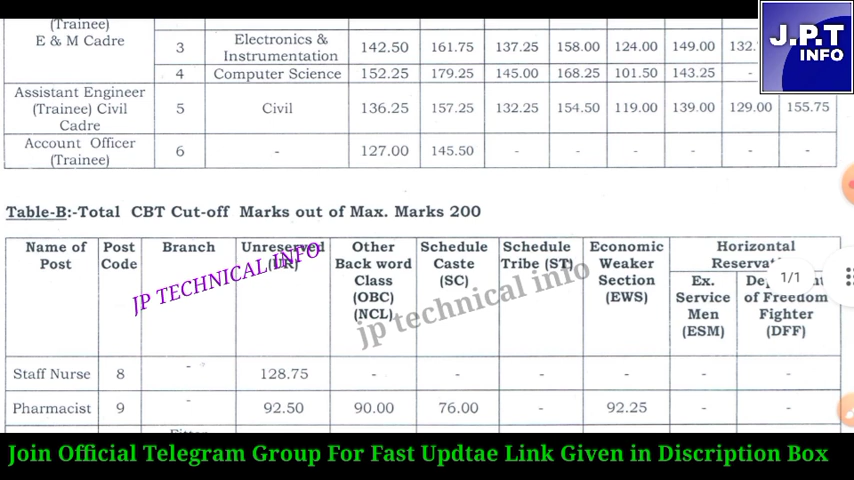 (Trainee)
E & M Cadre
3 Electronics & Instrumentation 142.50 161.75 137.25 158.00 124.00 149.00 132.
4 Computer Science 152.25 179.25 145.00 168.25 101.50 143.25 -
Assistant Engineer (Trainee) Civil Cadre 5 Civil 136.25 157.25 132.25 154.50 119.00 139.00 129.00 155.75
Account Officer (Trainee) 6 - 127.00 145.50 - - - - - -
J.P.T
INFO
Table-B:-Total CBT Cut-off Marks out of Max. Marks 200
Name of Post
Post Code
Branch
Unreserved (UR)
Other Back word Class (OBC) (NCL)
Schedule Caste (SC)
Schedule Tribe (ST)
Economic Weaker Section (EWS)
Horizontal
Ex. Service Men (ESM)
of Freedom Fighter (DFF)
1/1
JP TECHNICAL INFO
jp technical info
Staff Nurse 8 - 128.75 - - - - - -
Pharmacist 9 - 92.50 90.00 76.00 - 92.25 - -
Join Official Telegram Group For Fast Updtae Link Given in Discription Box